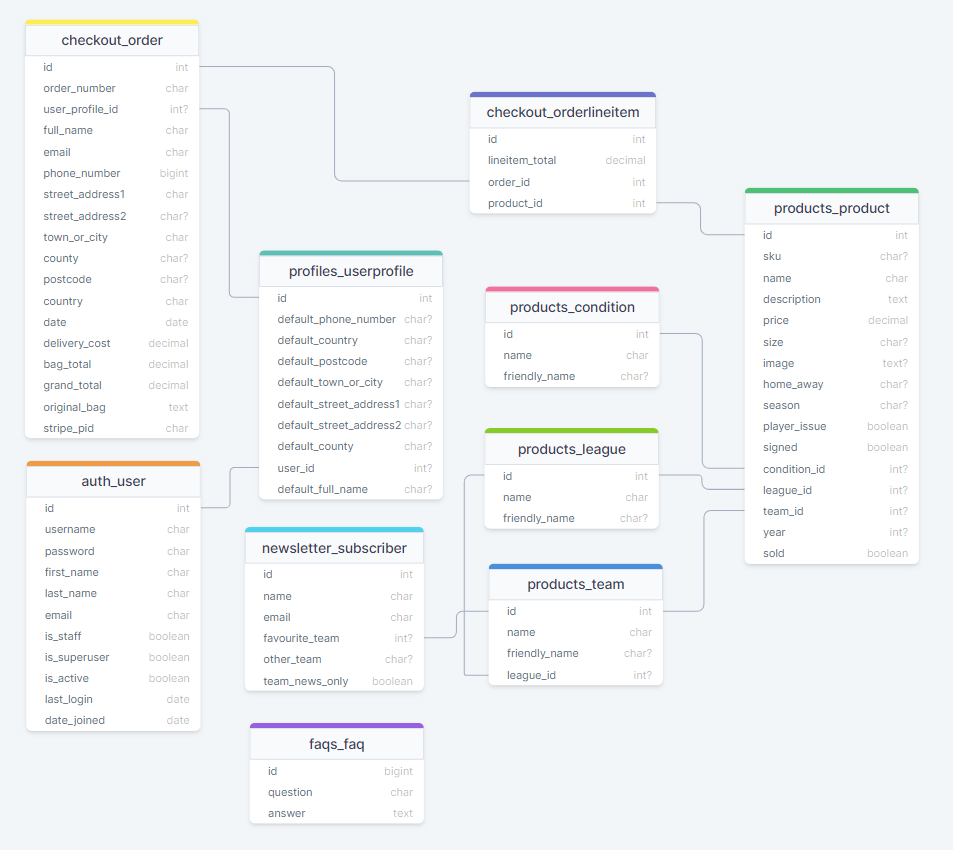 checkout_order
id int
order_number char
user_profile_id int?
full_name char
email char
phone_number bigint
street_address1 char
street_address2 char?
town_or_city char
county char?
postcode char?
country char
date date
delivery_cost decimal
bag_total decimal
grand_total decimal
original_bag text
stripe_pid char
auth_user
id int
username char
password char
first_name char
last_name char
email char
is_staff boolean
is_superuser boolean
is_active boolean
last_login date
date_joined date
profiles_userprofile
id int
default_phone_number char?
default_country char?
default_postcode char?
default_town_or_city char?
default_street_address1 char?
default_street_address2 char?
default_county char?
user_id int?
default_full_name char?
newsletter_subscriber
id int
name char
email char
favourite_team int?
other_team char?
team_news_only boolean
faqs_faq
id bigint
question char
answer text
checkout_orderlineitem
id int
lineitem_total decimal
order_id int
product_id int
products_condition
id int
name char
friendly_name char?
products_league
id int
name char
friendly_name char?
products_team
id int
name char
friendly_name char?
league_id int?
products_product
id int
sku char?
name char
description text
price decimal
size char?
image text?
home_away char?
season char?
player_issue boolean
signed boolean
condition_id int?
league_id int?
team_id int?
year int?
sold boolean